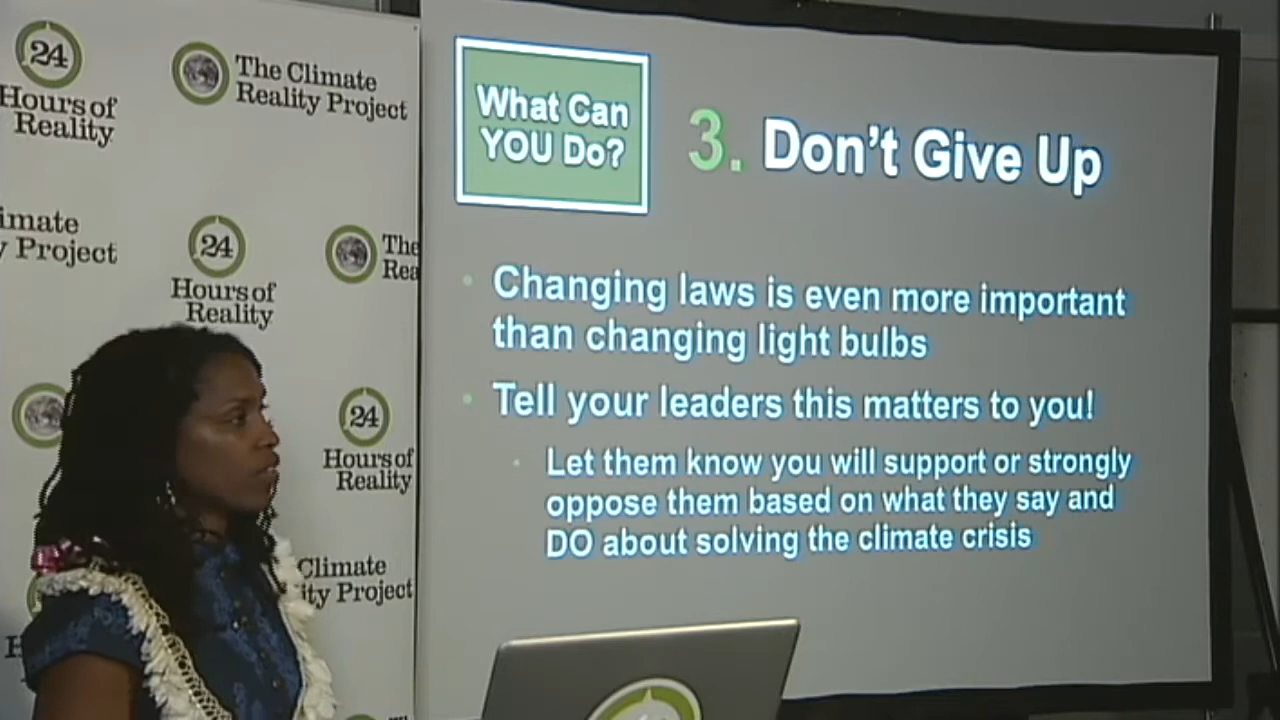 24
Hours of
Reality
The Climate
Reality Project
imate
y Project
24
Hours of
Reality
The
Rea
24
Hours of
Reality
Climate
ity Project
H
What Can
YOU Do?
3. Don't Give Up
• Changing laws is even more important
than changing light bulbs
• Tell your leaders this matters to you!
• Let them know you will support or strongly
oppose them based on what they say and
DO about solving the climate crisis